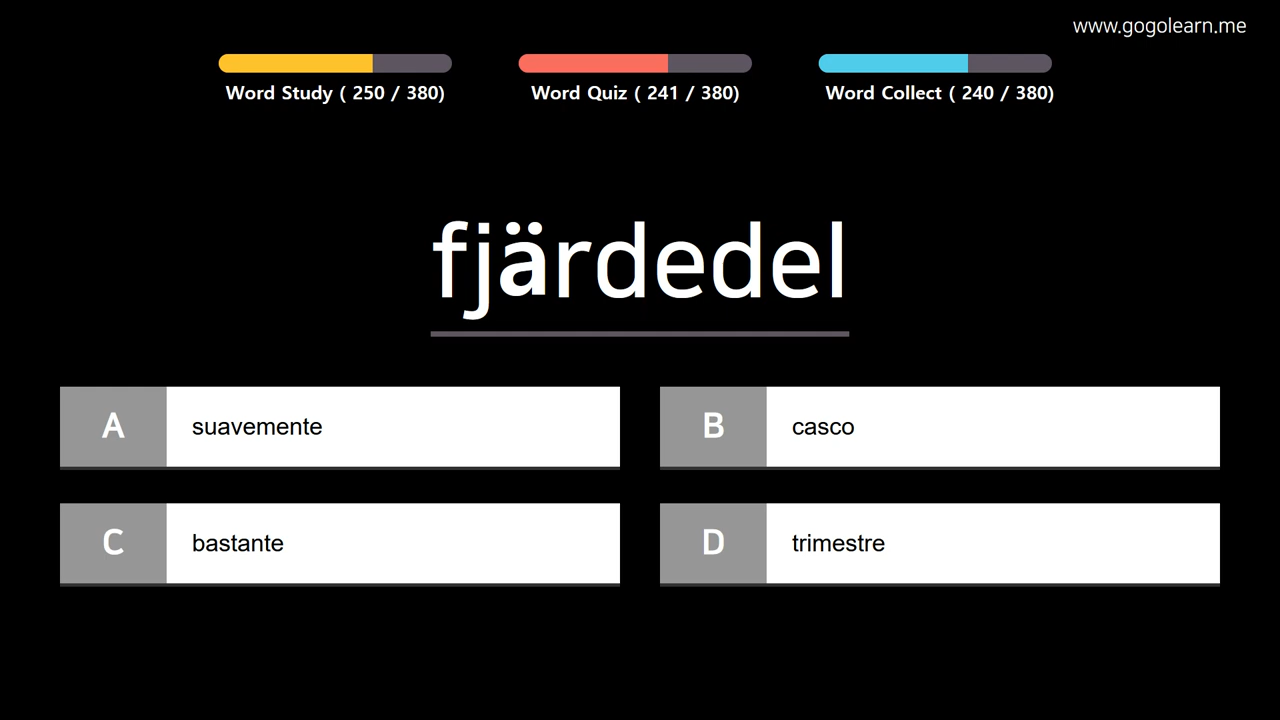 www.gogolearn.me
Word Study ( 250 / 380)
Word Quiz ( 241 / 380)
Word Collect ( 240 / 380)
fjärdedel
A suavemente
B casco
C bastante
D trimestre